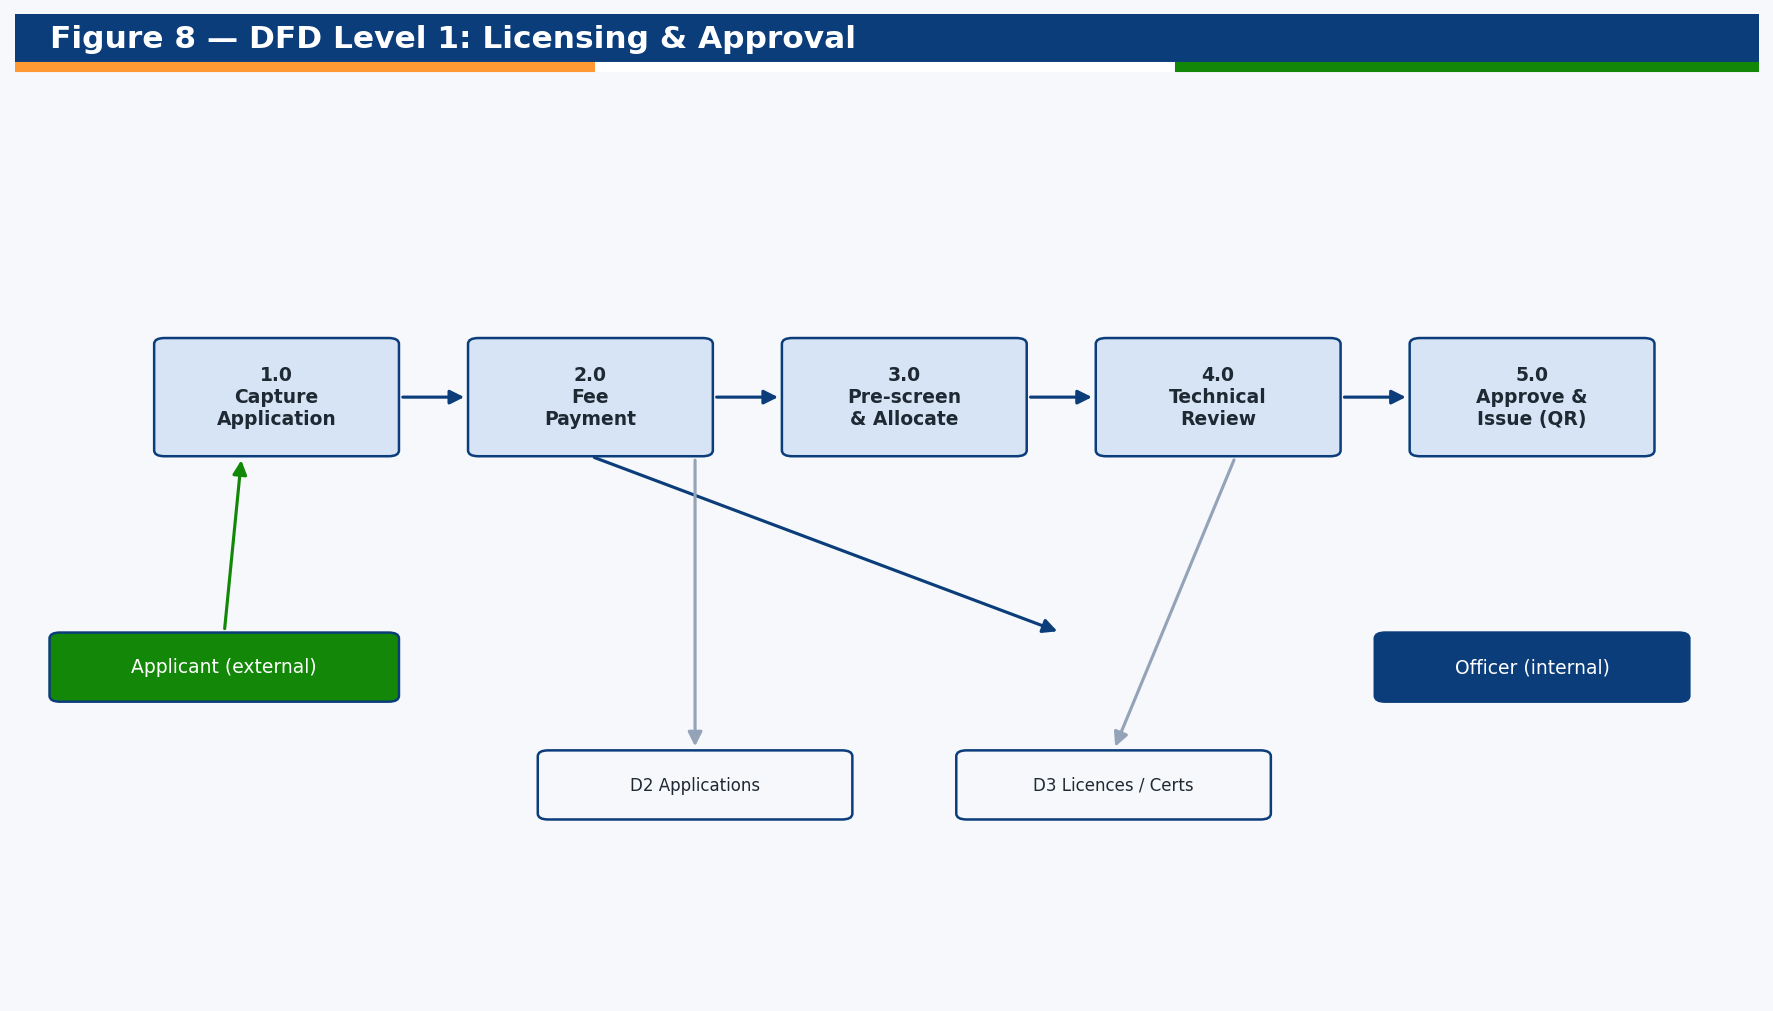 Figure 8 — DFD Level 1: Licensing & Approval
1.0
Capture
Application
2.0
Fee
Payment
3.0
Pre-screen
& Allocate
4.0
Technical
Review
5.0
Approve &
Issue (QR)
Applicant (external)
Officer (internal)
D2 Applications
D3 Licences / Certs